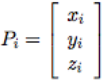 P_i = [ x_i
y_i
z_i ]